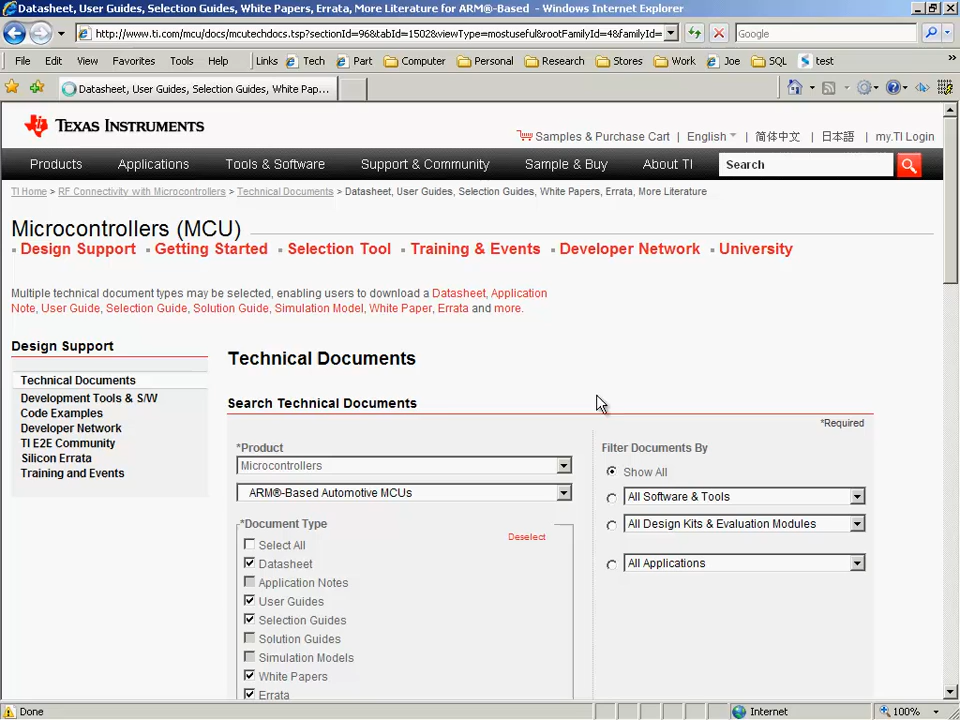 Datasheet, User Guides, Selection Guides, White Papers, Errata, More Literature for ARM®-Based - Windows Internet Explorer
http://www.ti.com/mcu/docs/mcutechdocs.tsp?sectionId=96&tabId=1502&viewType=mostuseful&rootFamilyId=4&familyId=
Google
File Edit View Favorites Tools Help Links Tech Part Computer Personal Research Stores Work Joe SQL test
Datasheet, User Guides, Selection Guides, White Pap...
TEXAS INSTRUMENTS
Samples & Purchase Cart | English | 简体中文 | 日本語 | my.TI Login
Products Applications Tools & Software Support & Community Sample & Buy About TI Search
TI Home > RF Connectivity with Microcontrollers > Technical Documents > Datasheet, User Guides, Selection Guides, White Papers, Errata, More Literature
Microcontrollers (MCU)
Design Support Getting Started Selection Tool Training & Events Developer Network University
Multiple technical document types may be selected, enabling users to download a Datasheet, Application
Note, User Guide, Selection Guide, Solution Guide, Simulation Model, White Paper, Errata and more.
Design Support
Technical Documents
Development Tools & S/W
Code Examples
Developer Network
TI E2E Community
Silicon Errata
Training and Events
Technical Documents
Search Technical Documents
*Required
*Product
Microcontrollers
ARM®-Based Automotive MCUs
*Document Type
Deselect
Select All
Datasheet
Application Notes
User Guides
Selection Guides
Solution Guides
Simulation Models
White Papers
Errata
Filter Documents By
Show All
All Software & Tools
All Design Kits & Evaluation Modules
All Applications
Done
Internet
100%